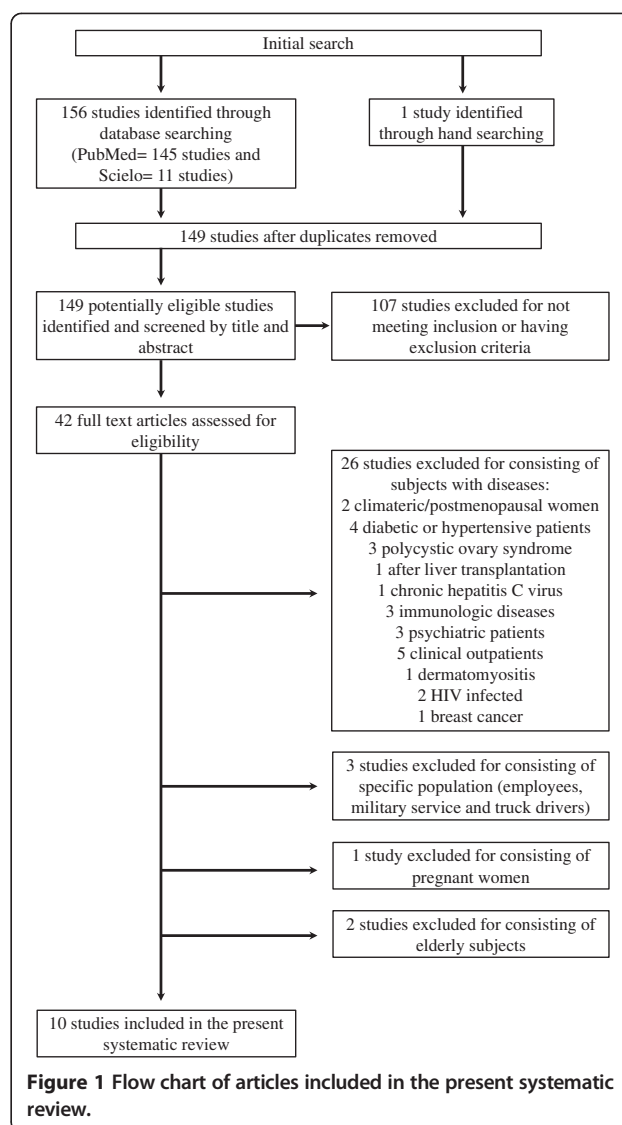 Initial search
156 studies identified through
database searching
(PubMed= 145 studies and
Scielo= 11 studies)
1 study identified
through hand searching
149 studies after duplicates removed
149 potentially eligible studies
identified and screened by title and
abstract
107 studies excluded for not
meeting inclusion or having
exclusion criteria
42 full text articles assessed for
eligibility
26 studies excluded for consisting of
subjects with diseases:
2 climateric/postmenopausal women
4 diabetic or hypertensive patients
3 polycystic ovary syndrome
1 after liver transplantation
1 chronic hepatitis C virus
3 immunologic diseases
3 psychiatric patients
5 clinical outpatients
1 dermatomyositis
2 HIV infected
1 breast cancer
3 studies excluded for consisting of
specific population (employees,
military service and truck drivers)
1 study excluded for consisting of
pregnant women
2 studies excluded for consisting of
elderly subjects
10 studies included in the present
systematic review
Figure 1 Flow chart of articles included in the present systematic
review.